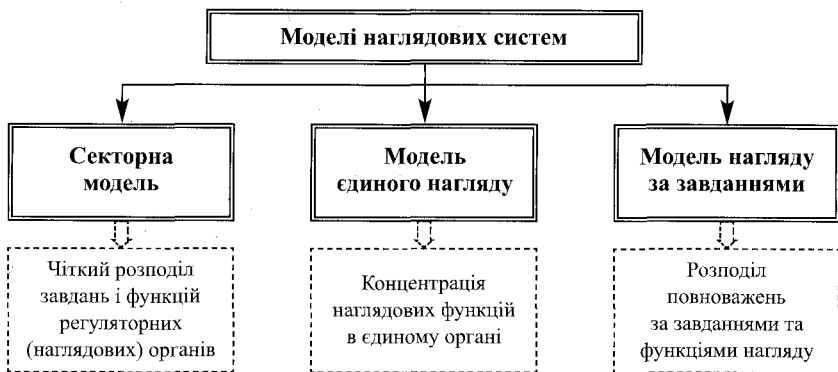 Моделі наглядових систем
Секторна
модель
Модель
єдиного нагляду
Модель нагляду
за завданнями
Чіткий розподіл
завдань і функцій
регуляторних
(наглядових) органів
Концентрація
наглядових функцій
в єдиному органі
Розподіл
повноважень
за завданнями та
функціями нагляду